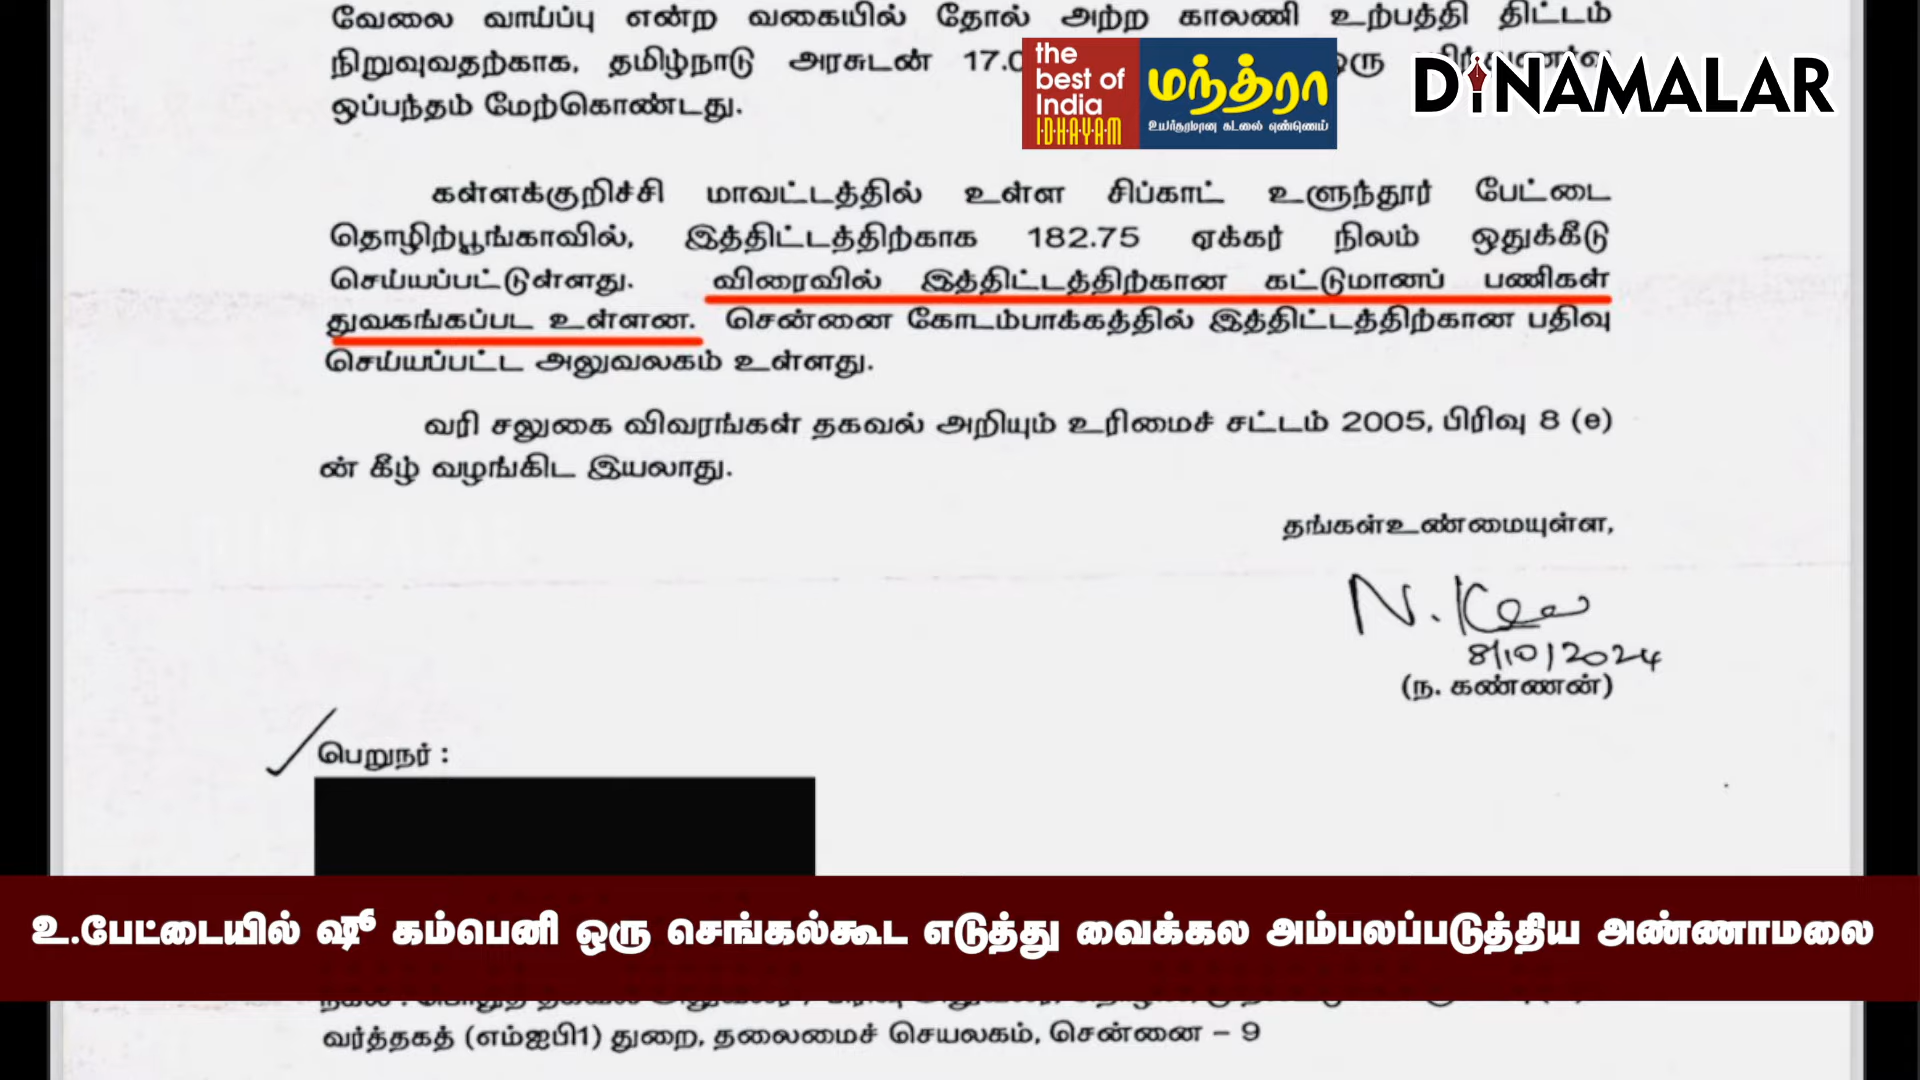 வேலை வாய்ப்பு என்ற வகையில் தோல் அற்ற காலணி உற்பத்தி திட்டம்
நிறுவுவதற்காக, தமிழ்நாடு அரசுடன்
ஒப்பந்தம் மேற்கொண்டது.
the
best of
India
IDHAYAM
மந்த்ரா
உயர்தரமான கடலை எண்ணெய்
DINAMALAR
கள்ளக்குறிச்சி மாவட்டத்தில் உள்ள சிப்காட் உளுந்தூர் பேட்டை
தொழிற்பூங்காவில், இத்திட்டத்திற்காக 182.75 ஏக்கர் நிலம் ஒதுக்கீடு
செய்யப்பட்டுள்ளது. விரைவில் இத்திட்டத்திற்கான கட்டுமானப் பணிகள்
துவகங்கப்பட உள்ளன. சென்னை கோடம்பாக்கத்தில் இத்திட்டத்திற்கான பதிவு
செய்யப்பட்ட அலுவலகம் உள்ளது.
வரி சலுகை விவரங்கள் தகவல் அறியும் உரிமைச் சட்டம் 2005, பிரிவு 8 (e)
ன் கீழ் வழங்கிட இயலாது.
தங்கள்உண்மையுள்ள,
8/10/2024
(ந. கண்ணன்)
பெறுநர் :
உ.பேட்டையில் ஷூ கம்பெனி ஒரு செங்கல்கூட எடுத்து வைக்கல அம்பலப்படுத்திய அண்ணாமலை
வர்த்தகத் (எம்ஐபி1) துறை, தலைமைச் செயலகம், சென்னை – 9